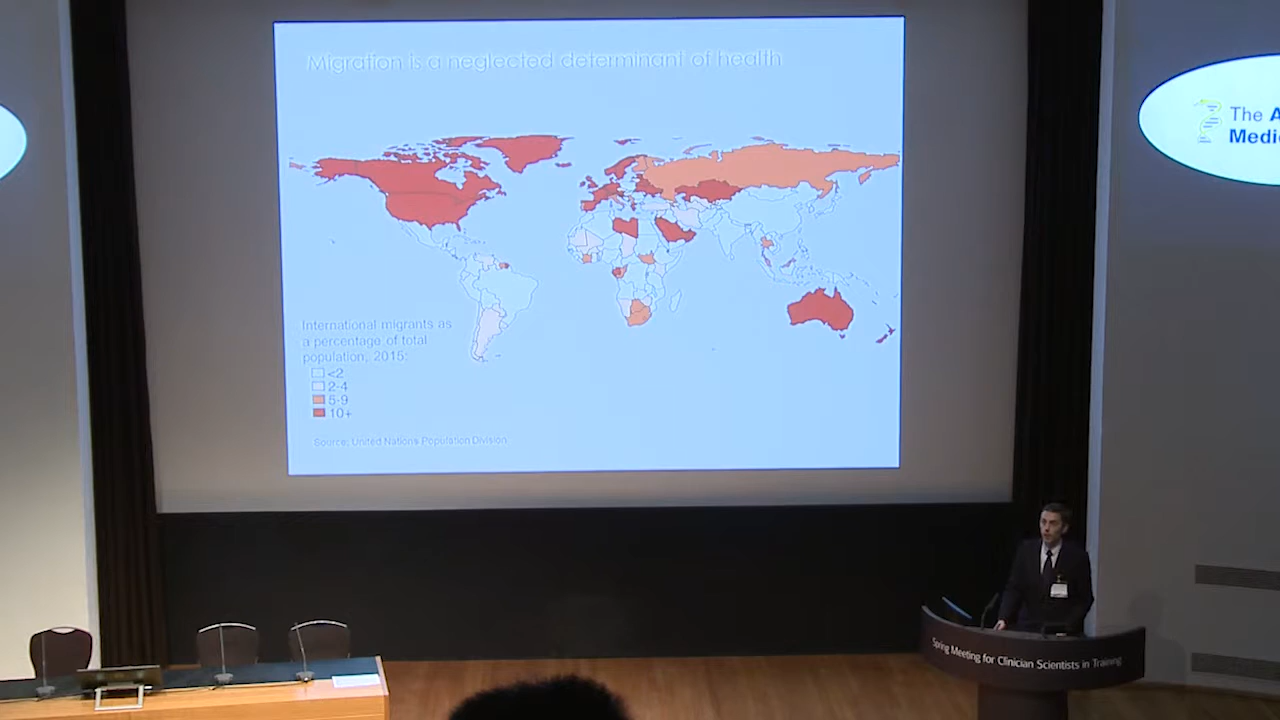 Migration is a neglected determinant of health
International migrants as
a percentage of total
population, 2015:
<2
2-4
5-9
10+
Source: United Nations Population Division
The A
Medi
Spring Meeting for Clinician Scientists in Training